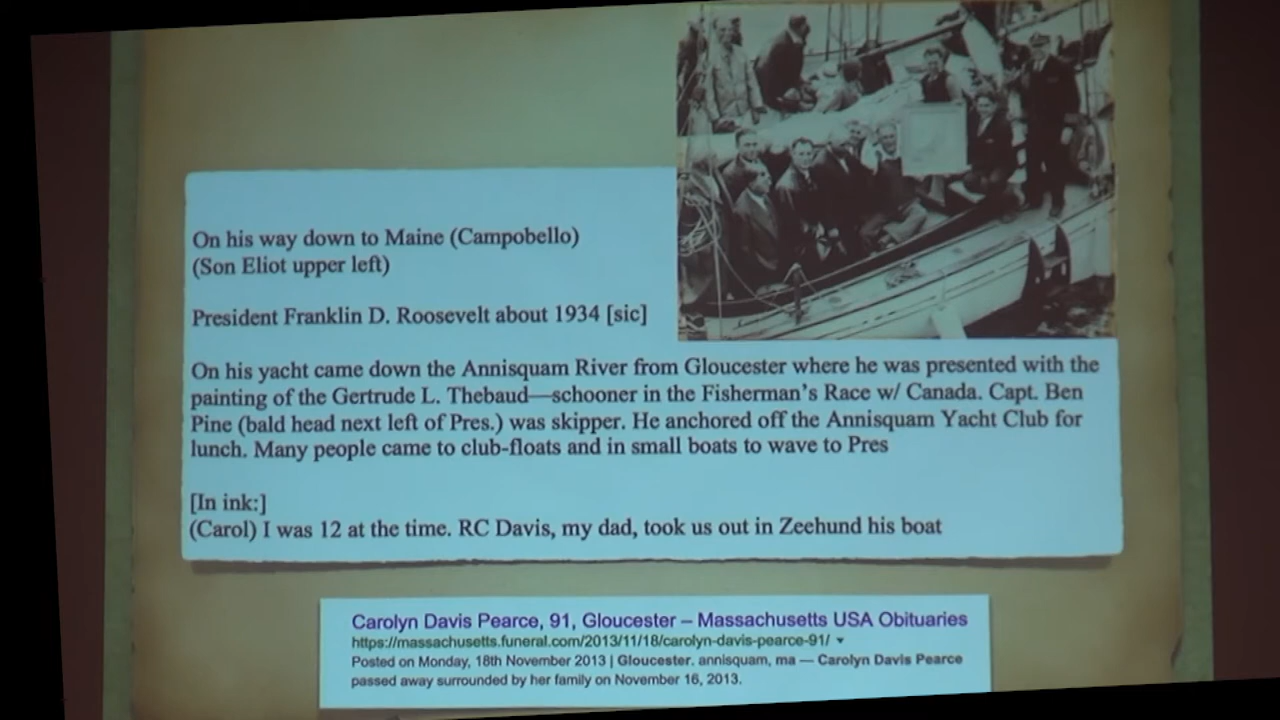 On his way down to Maine (Campobello)
(Son Eliot upper left)
President Franklin D. Roosevelt about 1934 [sic]
On his yacht came down the Annisquam River from Gloucester where he was presented with the
painting of the Gertrude L. Thebaud—schooner in the Fisherman's Race w/ Canada. Capt. Ben
Pine (bald head next left of Pres.) was skipper. He anchored off the Annisquam Yacht Club for
lunch. Many people came to club-floats and in small boats to wave to Pres
[In ink:]
(Carol) I was 12 at the time. RC Davis, my dad, took us out in Zeehund his boat
Carolyn Davis Pearce, 91, Gloucester – Massachusetts USA Obituaries
https://massachusetts.funeral.com/2013/11/18/carolyn-davis-pearce-91/
Posted on Monday, 18th November 2013 | Gloucester. annisquam, ma — Carolyn Davis Pearce
passed away surrounded by her family on November 16, 2013.